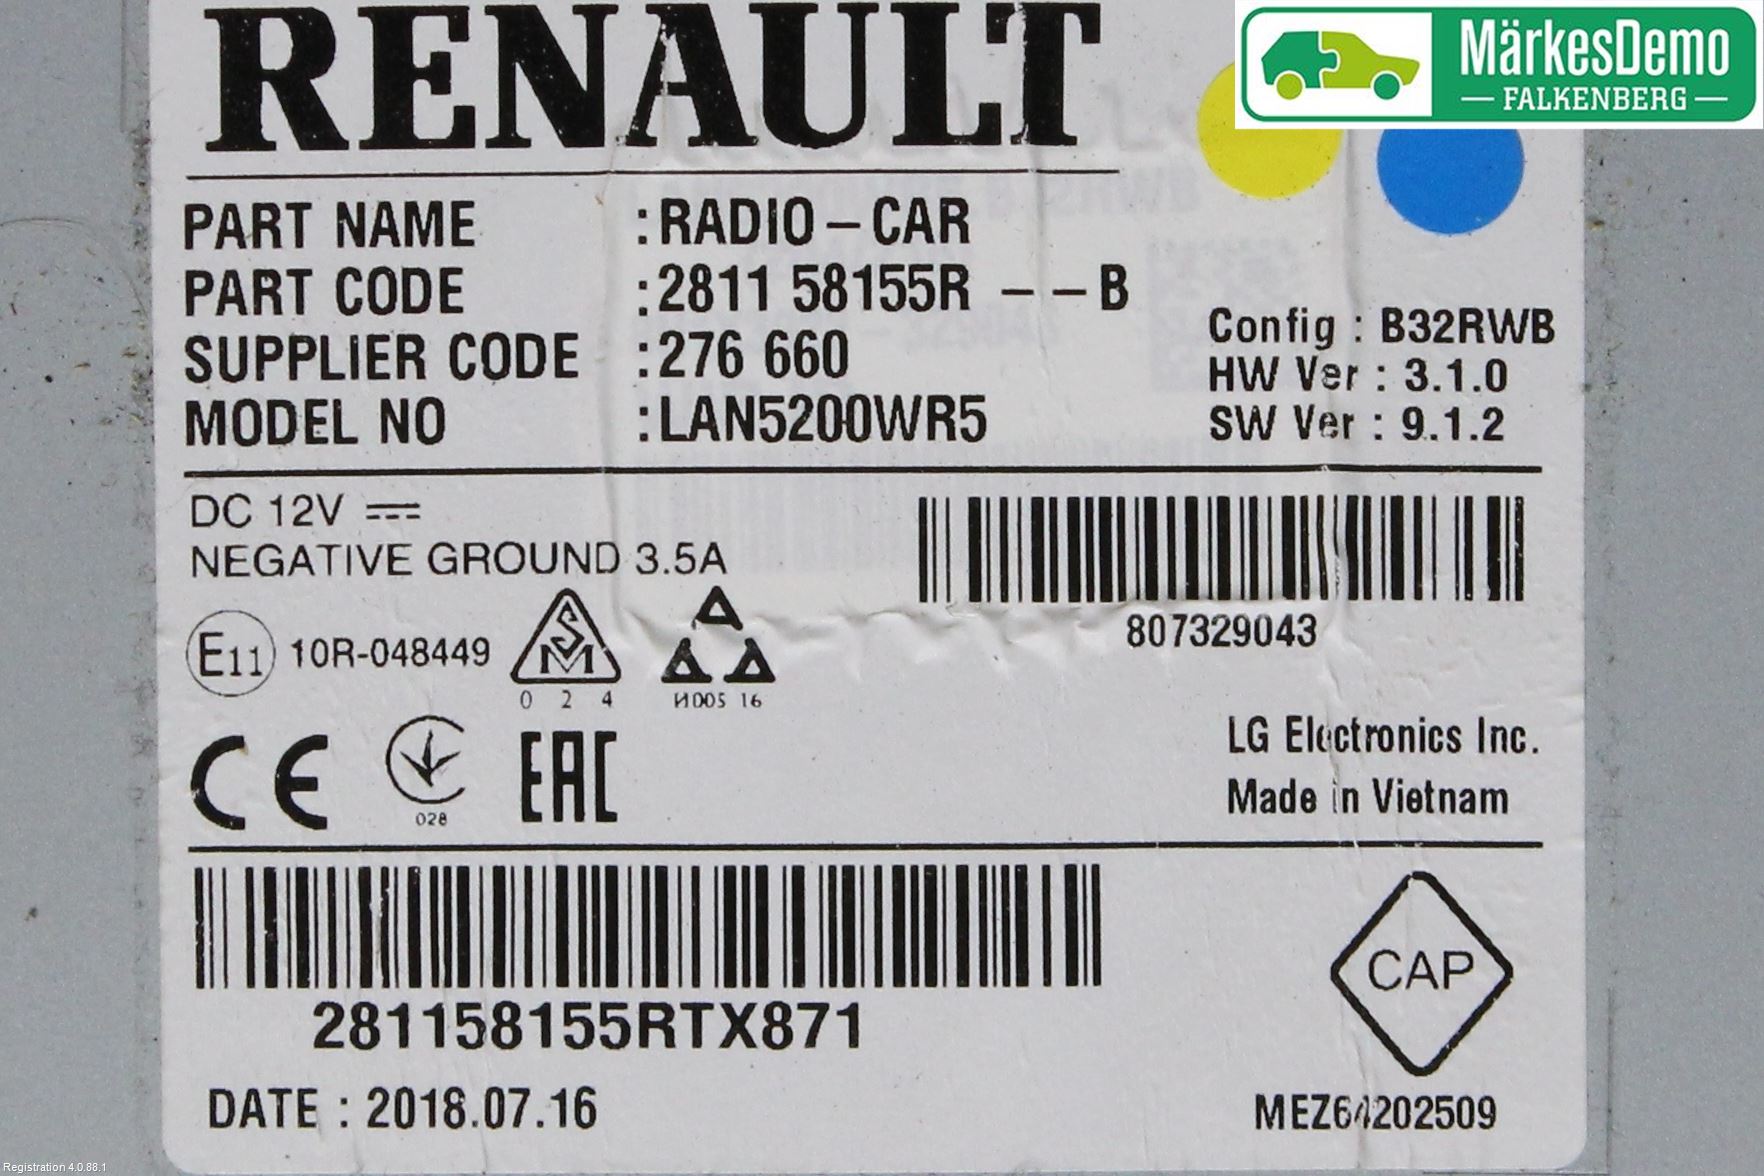 RENAULT
MärkesDemo
FALKENBERG
PART NAME : RADIO-CAR
PART CODE : 2811 58155R --B
SUPPLIER CODE : 276 660
MODEL NO : LAN5200WR5
Config : B32RWB
HW Ver : 3.1.0
SW Ver : 9.1.2
DC 12V
NEGATIVE GROUND 3.5A
807329043
E11 10R-048449
SM
0 2 4
И005 16
CE
028
EAC
LG Electronics Inc.
Made in Vietnam
281158155RTX871
CAP
DATE : 2018.07.16
MEZ64202509
Registration 4.0.88.1